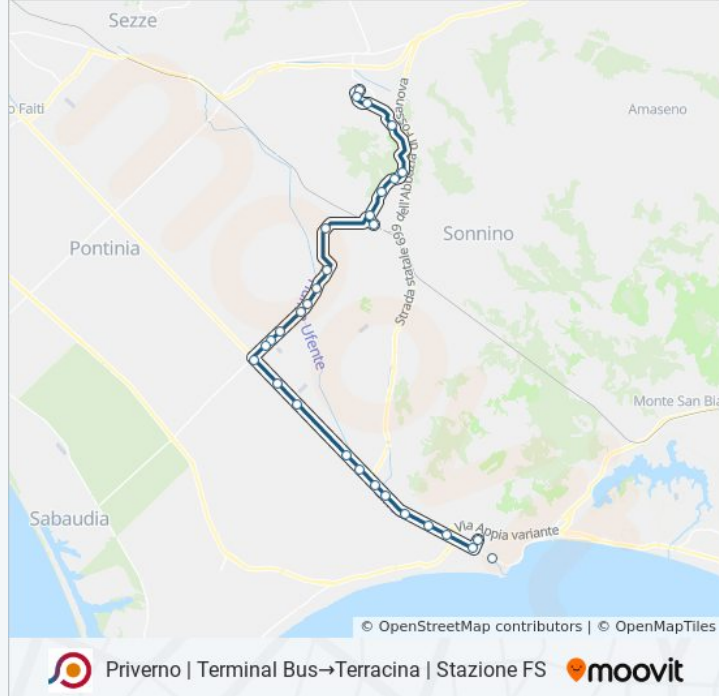 Sezze
o Faiti
Amaseno
Strada statale 699 dell'Abbazia di Fossanova
Sonnino
Pontinia
Ufente
Monte San Bia
Sabaudia
Via Appia variante
© OpenStreetMap contributors | © OpenMapTiles
Priverno | Terminal Bus→Terracina | Stazione FS
moovit